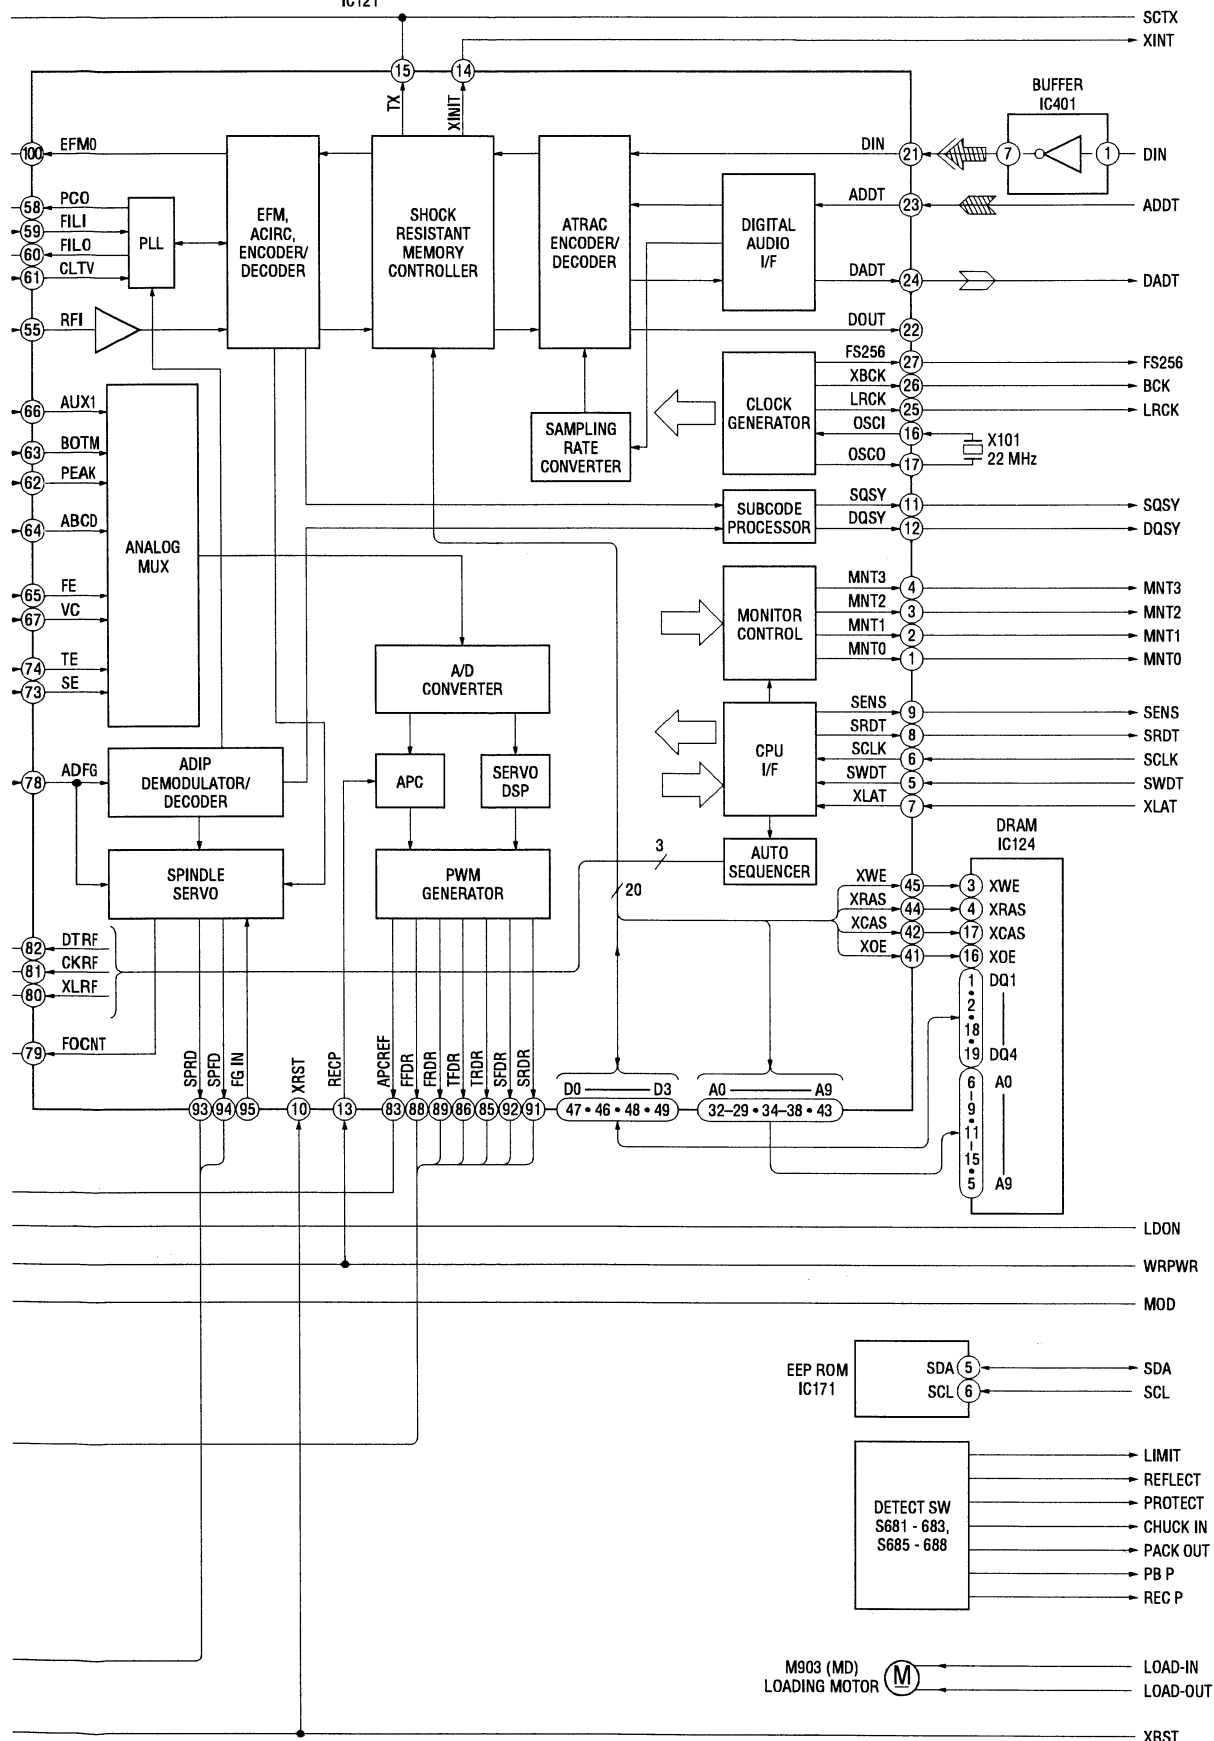 IC121
SCTX
XINT
15
14
TX
XINIT
BUFFER
IC401
100
EFM0
DIN
21
7
1
DIN
58
PCO
59
FILI
60
FILO
61
CLTV
PLL
EFM,
ACIRC,
ENCODER/
DECODER
SHOCK
RESISTANT
MEMORY
CONTROLLER
ATRAC
ENCODER/
DECODER
DIGITAL
AUDIO
I/F
ADDT
23
ADDT
DADT
24
DADT
55
RFI
DOUT
22
FS256
27
FS256
XBCK
26
BCK
LRCK
25
LRCK
OSCI
16
OSCO
17
X101
22 MHz
CLOCK
GENERATOR
SAMPLING
RATE
CONVERTER
66
AUX1
63
BOTM
62
PEAK
64
ABCD
65
FE
67
VC
74
TE
73
SE
ANALOG
MUX
SUBCODE
PROCESSOR
SQSY
11
SQSY
DQSY
12
DQSY
MONITOR
CONTROL
MNT3
4
MNT3
MNT2
3
MNT2
MNT1
2
MNT1
MNT0
1
MNT0
A/D
CONVERTER
CPU
I/F
SENS
9
SENS
SRDT
8
SRDT
SCLK
6
SCLK
SWDT
5
SWDT
XLAT
7
XLAT
78
ADFG
ADIP
DEMODULATOR/
DECODER
APC
SERVO
DSP
AUTO
SEQUENCER
3
20
SPINDLE
SERVO
PWM
GENERATOR
DRAM
IC124
XWE
45
3
XWE
XRAS
44
4
XRAS
XCAS
42
17
XCAS
XOE
41
16
XOE
1
•
2
•
18
•
19
DQ1
DQ4
6
|
9
•
11
|
15
•
5
A0
A9
82
DTRF
81
CKRF
80
XLRF
79
FOCNT
SPRD
SPFD
FG IN
XRST
RECP
APCREF
FFDR
FRDR
TFDR
TRDR
SFDR
SRDR
D0 D3
A0 A9
93
94
95
10
13
83
88
89
86
85
92
91
47 • 46 • 48 • 49
32–29 • 34–38 • 43
LDON
WRPWR
MOD
EEP ROM
IC171
SDA
5
SDA
SCL
6
SCL
DETECT SW
S681 - 683,
S685 - 688
LIMIT
REFLECT
PROTECT
CHUCK IN
PACK OUT
PB P
REC P
M903 (MD)
LOADING MOTOR
M
LOAD-IN
LOAD-OUT
XRST